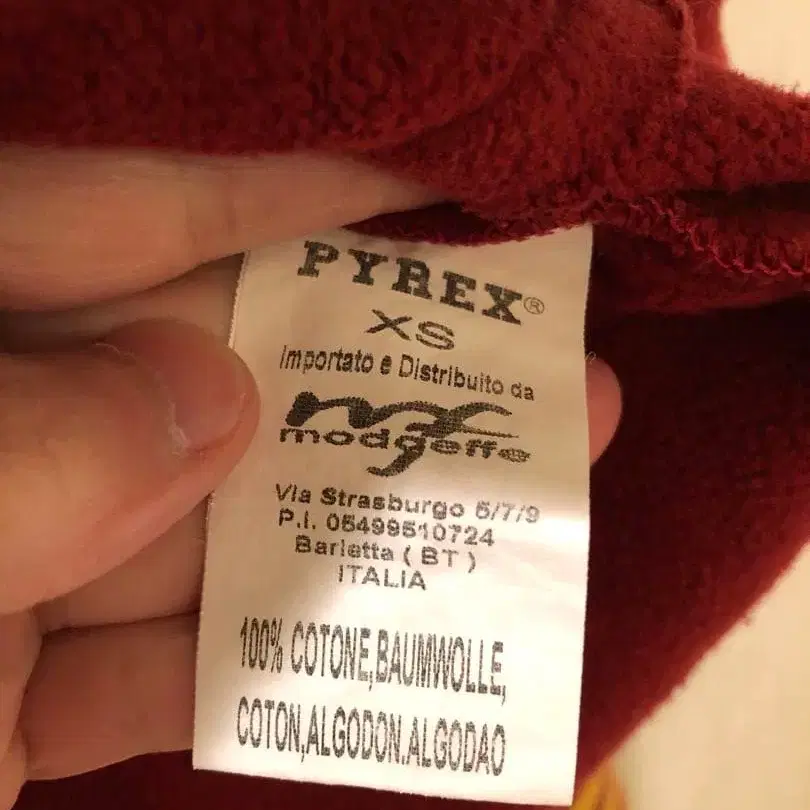 PYREX®
XS
Importato e Distribuito da
modaeffe
Via Strasburgo 5/7/9
P.I. 05499510724
Barletta ( BT )
ITALIA
100% COTONE,BAUMWOLLE,
COTON,ALGODON.ALGODAO